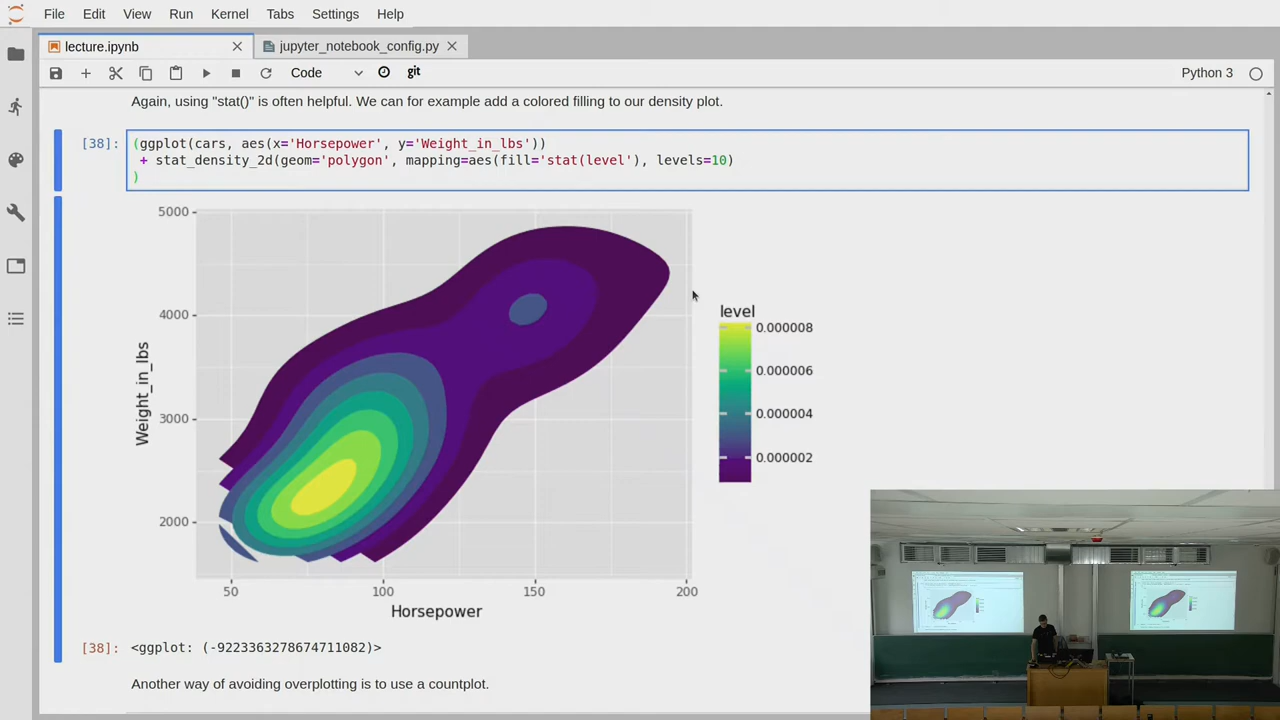 File Edit View Run Kernel Tabs Settings Help
lecture.ipynb
jupyter_notebook_config.py
Code
git
Python 3
Again, using "stat()" is often helpful. We can for example add a colored filling to our density plot.
[38]:
(ggplot(cars, aes(x='Horsepower', y='Weight_in_lbs'))
+ stat_density_2d(geom='polygon', mapping=aes(fill='stat(level'), levels=10)
)
5000
4000
3000
2000
Weight_in_lbs
50 100 150 200
Horsepower
level
0.000008
0.000006
0.000004
0.000002
[38]: <ggplot: (-9223363278674711082)>
Another way of avoiding overplotting is to use a countplot.